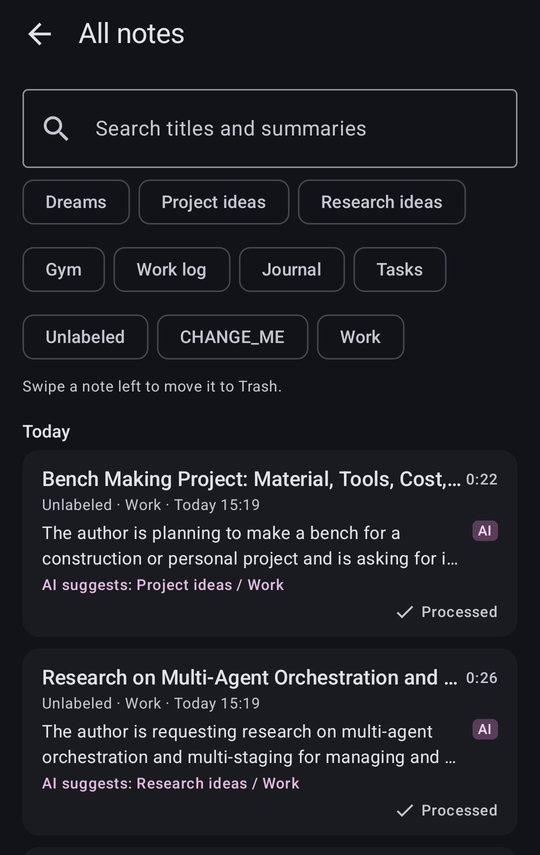 All notes
Search titles and summaries
Dreams Project ideas Research ideas
Gym Work log Journal Tasks
Unlabeled CHANGE_ME Work
Swipe a note left to move it to Trash.
Today
Bench Making Project: Material, Tools, Cost,... 0:22
Unlabeled · Work · Today 15:19
The author is planning to make a bench for a AI
construction or personal project and is asking for i...
AI suggests: Project ideas / Work
Processed
Research on Multi-Agent Orchestration and ... 0:26
Unlabeled · Work · Today 15:19
The author is requesting research on multi-agent AI
orchestration and multi-staging for managing and ...
AI suggests: Research ideas / Work
Processed